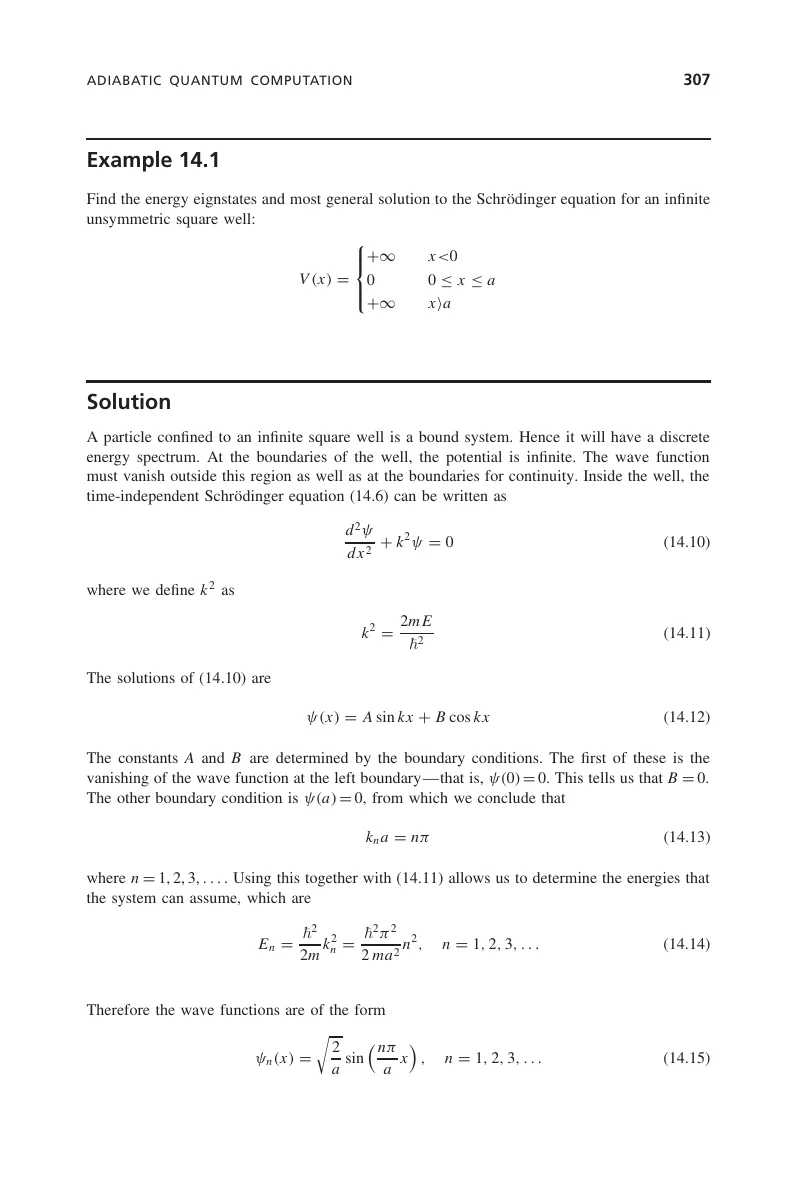 ADIABATIC QUANTUM COMPUTATION 307
Example 14.1
Find the energy eignstates and most general solution to the Schrödinger equation for an infinite
unsymmetric square well:
V(x) = { +∞ x<0
0 0 ≤ x ≤ a
+∞ x⟩a
Solution
A particle confined to an infinite square well is a bound system. Hence it will have a discrete
energy spectrum. At the boundaries of the well, the potential is infinite. The wave function
must vanish outside this region as well as at the boundaries for continuity. Inside the well, the
time-independent Schrödinger equation (14.6) can be written as
d²ψ/dx² + k²ψ = 0 (14.10)
where we define k² as
k² = 2mE/ħ² (14.11)
The solutions of (14.10) are
ψ(x) = A sin kx + B cos kx (14.12)
The constants A and B are determined by the boundary conditions. The first of these is the
vanishing of the wave function at the left boundary—that is, ψ(0)=0. This tells us that B=0.
The other boundary condition is ψ(a)=0, from which we conclude that
kₙa = nπ (14.13)
where n=1, 2, 3, .... Using this together with (14.11) allows us to determine the energies that
the system can assume, which are
Eₙ = ħ²/2m kₙ² = ħ²π²/2 ma² n², n = 1, 2, 3, ... (14.14)
Therefore the wave functions are of the form
ψₙ(x) = √(2/a) sin (nπ/a x), n = 1, 2, 3, ... (14.15)